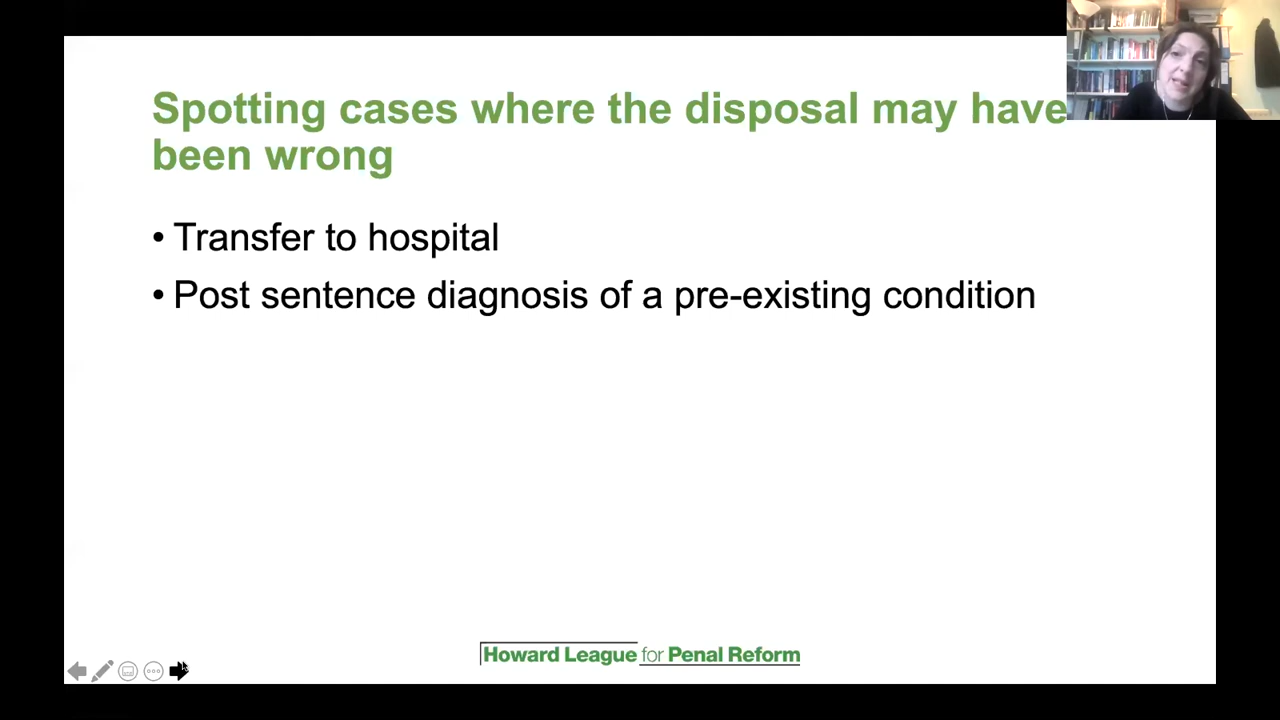 Spotting cases where the disposal may have
been wrong
• Transfer to hospital
• Post sentence diagnosis of a pre-existing condition
Howard League for Penal Reform